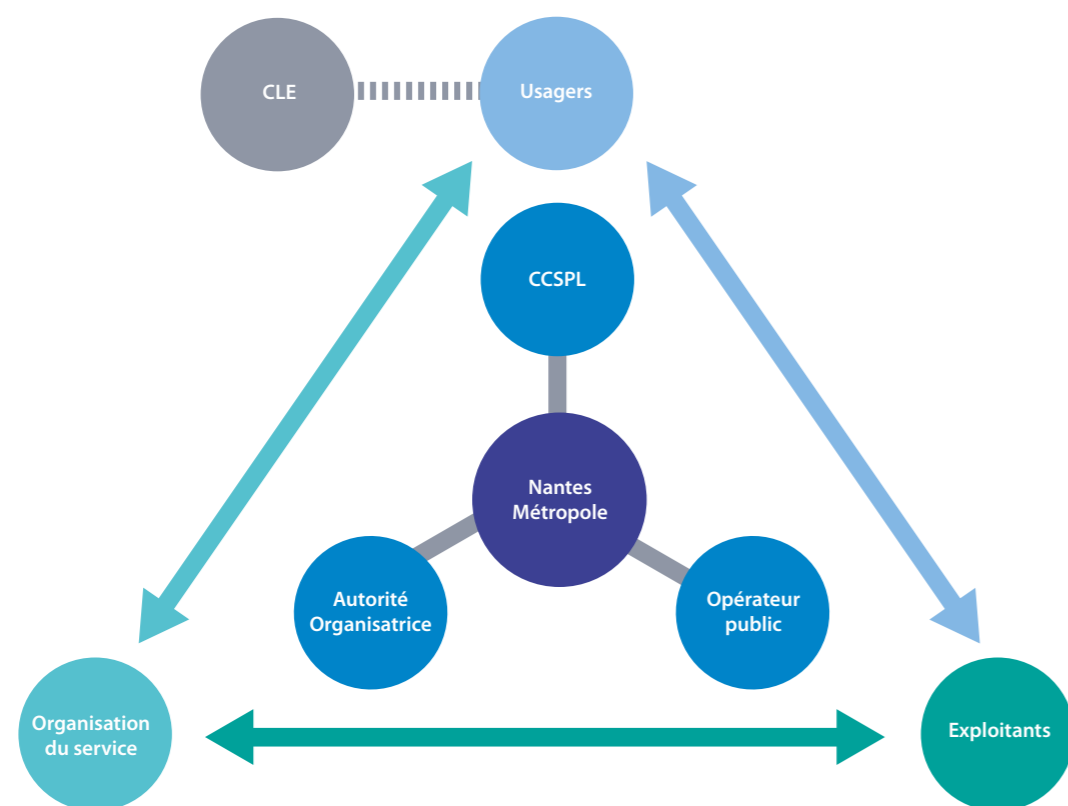 CLE
Usagers
CCSPL
Nantes
Métropole
Autorité
Organisatrice
Opérateur
public
Organisation
du service
Exploitants